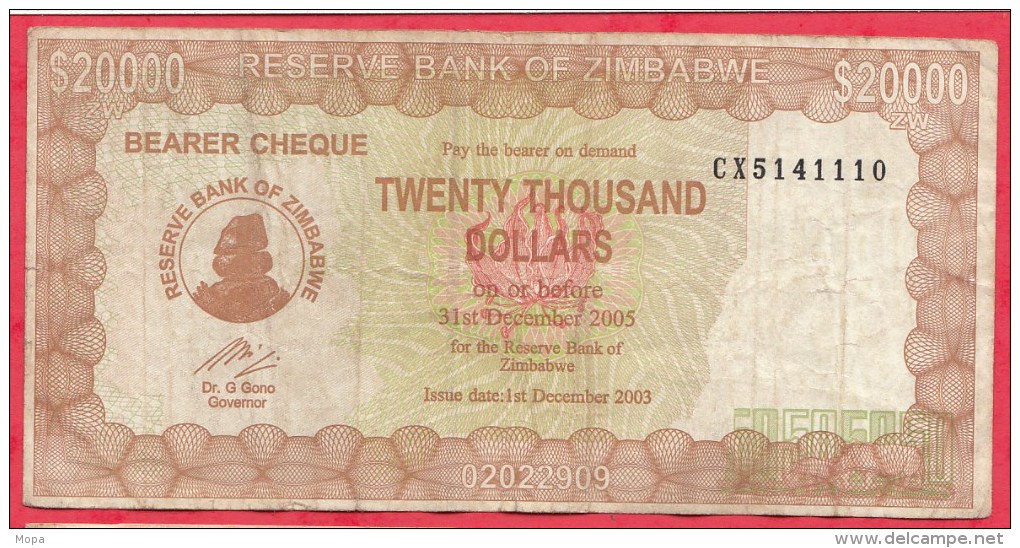 $20000 RESERVE BANK OF ZIMBABWE $20000
ZW ZW
BEARER CHEQUE
Pay the bearer on demand
CX5141110
TWENTY THOUSAND
DOLLARS
on or before
31st December 2005
for the Reserve Bank of
Zimbabwe
Issue date:1st December 2003
RESERVE BANK OF ZIMBABWE
Dr. G Gono
Governor
02022909
Mopa
delcampe.net